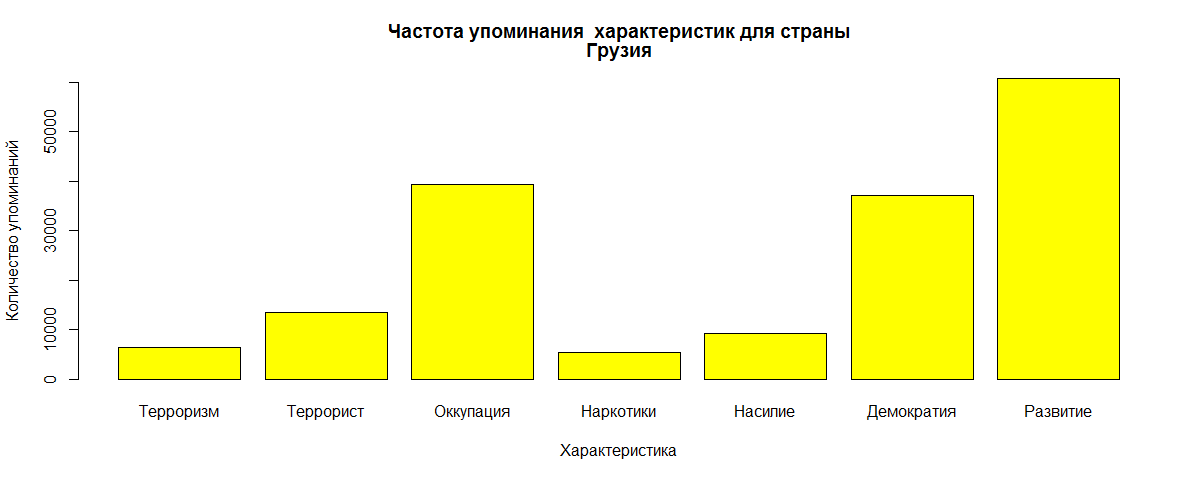 Частота упоминания  характеристик для страны
Грузия
Количество упоминаний
50000
30000
10000
0
Терроризм Террорист Оккупация Наркотики Насилие Демократия Развитие
Характеристика